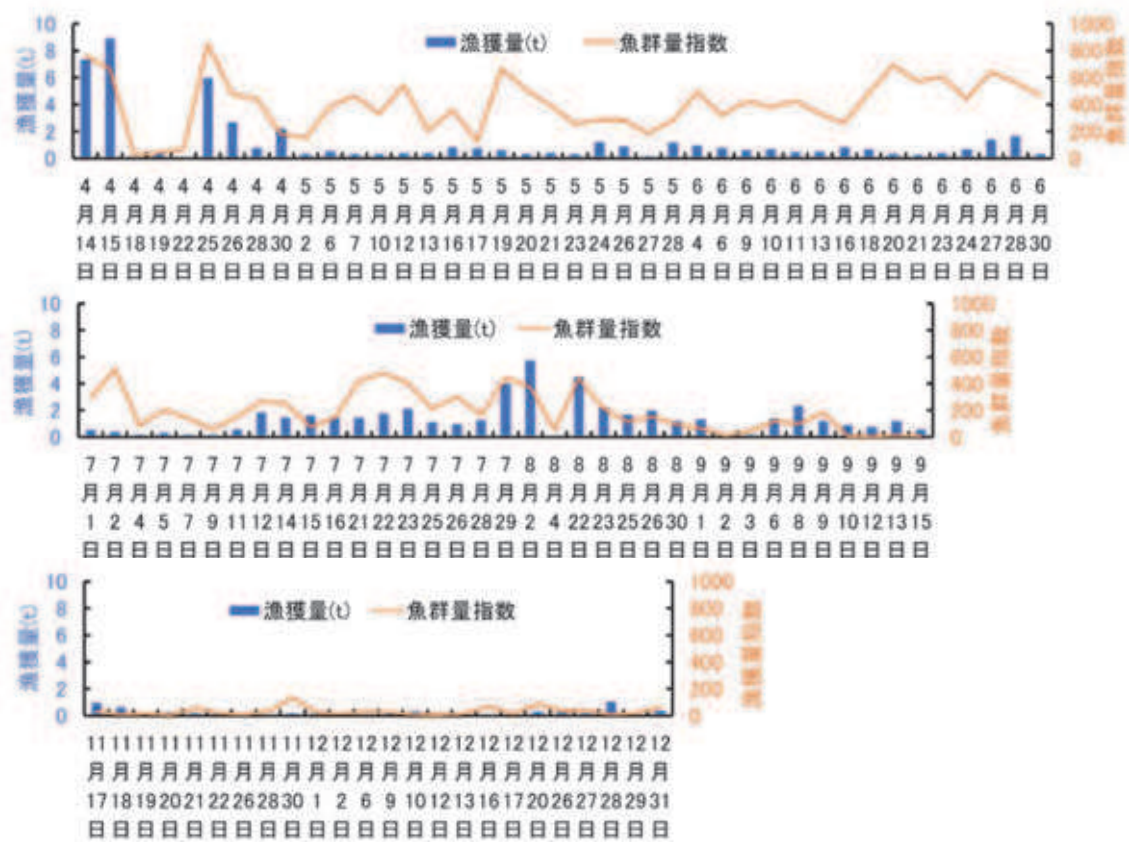 漁獲量(t)
10
8
6
4
2
0
漁獲量(t)
魚群量指数
1000
800
600
400
200
0
魚群量指数
4月14日
4月15日
4月18日
4月19日
4月22日
4月25日
4月26日
4月28日
4月30日
5月2日
5月6日
5月7日
5月10日
5月12日
5月13日
5月16日
5月17日
5月19日
5月20日
5月21日
5月23日
5月24日
5月26日
5月27日
5月28日
6月4日
6月6日
6月9日
6月10日
6月11日
6月13日
6月16日
6月18日
6月20日
6月21日
6月23日
6月24日
6月27日
6月28日
6月30日
漁獲量(t)
10
8
6
4
2
0
漁獲量(t)
魚群量指数
1000
800
600
400
200
0
魚群量指数
7月1日
7月2日
7月4日
7月5日
7月7日
7月9日
7月11日
7月12日
7月14日
7月15日
7月16日
7月21日
7月22日
7月23日
7月25日
7月26日
7月28日
7月29日
8月2日
8月4日
8月22日
8月23日
8月25日
8月26日
8月30日
9月1日
9月2日
9月3日
9月6日
9月8日
9月9日
9月10日
9月12日
9月13日
9月15日
漁獲量(t)
10
8
6
4
2
0
漁獲量(t)
魚群量指数
1000
800
600
400
200
0
漁獲量指数
11月17日
11月18日
11月19日
11月20日
11月21日
11月22日
11月26日
11月28日
11月30日
12月1日
12月2日
12月6日
12月9日
12月10日
12月12日
12月13日
12月16日
12月17日
12月20日
12月26日
12月27日
12月28日
12月29日
12月31日